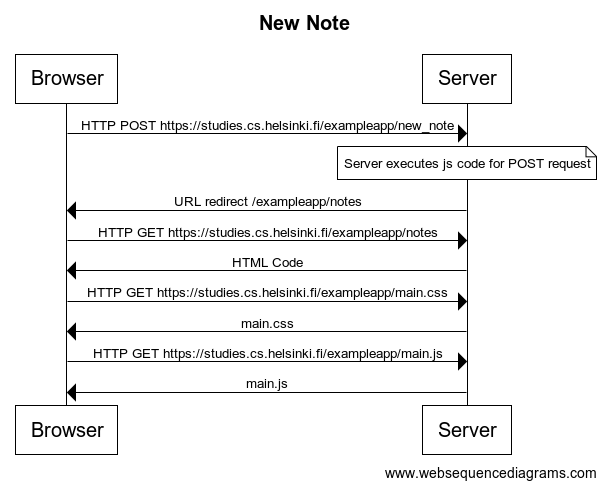 New Note
Browser Server
HTTP POST https://studies.cs.helsinki.fi/exampleapp/new_note
Server executes js code for POST request
URL redirect /exampleapp/notes
HTTP GET https://studies.cs.helsinki.fi/exampleapp/notes
HTML Code
HTTP GET https://studies.cs.helsinki.fi/exampleapp/main.css
main.css
HTTP GET https://studies.cs.helsinki.fi/exampleapp/main.js
main.js
Browser Server
www.websequencediagrams.com